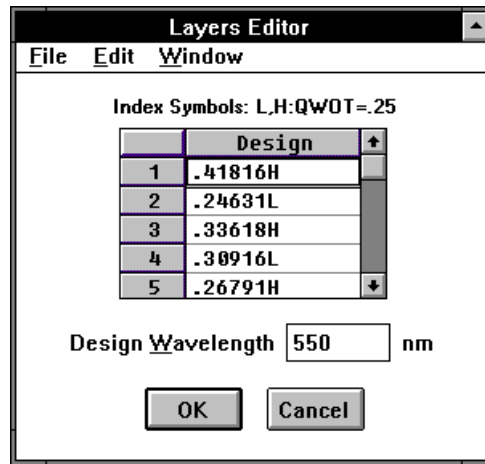 Layers Editor
File Edit Window
Index Symbols: L,H:QWOT=.25
Design
1 .41816H
2 .24631L
3 .33618H
4 .30916L
5 .26791H
Design Wavelength 550 nm
OK Cancel